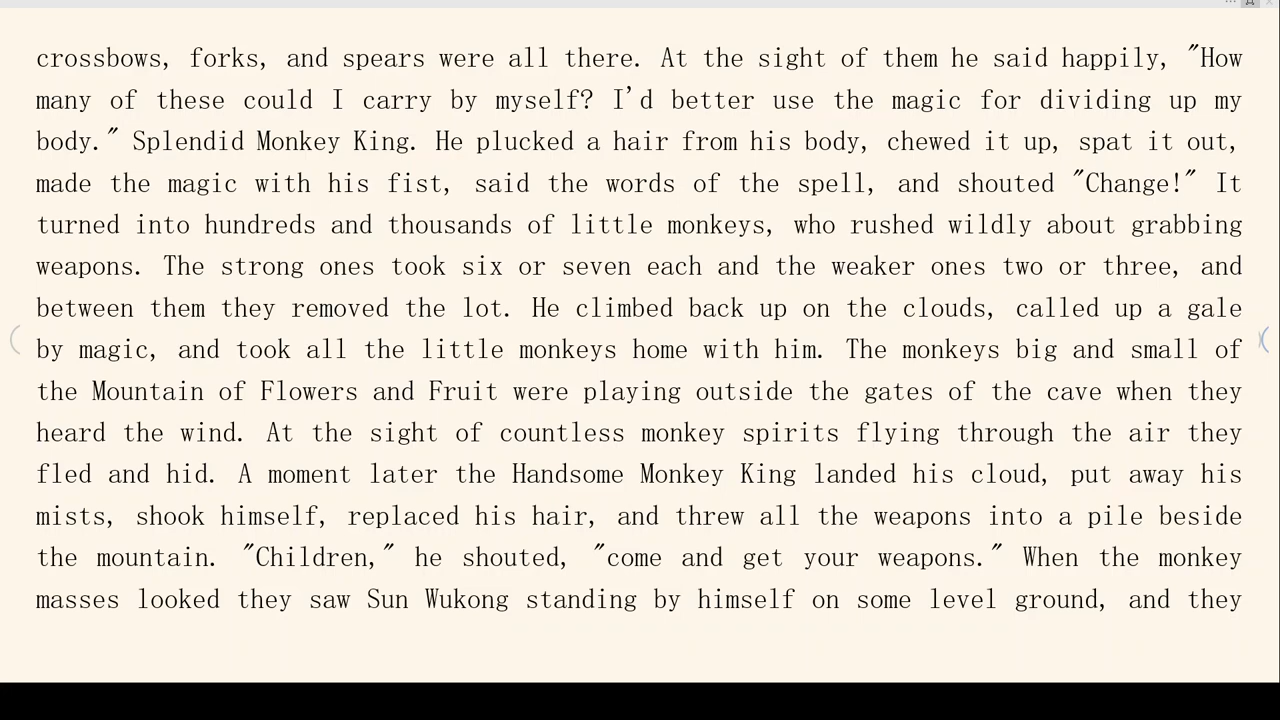 crossbows, forks, and spears were all there. At the sight of them he said happily, "How
many of these could I carry by myself? I'd better use the magic for dividing up my
body." Splendid Monkey King. He plucked a hair from his body, chewed it up, spat it out,
made the magic with his fist, said the words of the spell, and shouted "Change!" It
turned into hundreds and thousands of little monkeys, who rushed wildly about grabbing
weapons. The strong ones took six or seven each and the weaker ones two or three, and
between them they removed the lot. He climbed back up on the clouds, called up a gale
by magic, and took all the little monkeys home with him. The monkeys big and small of
the Mountain of Flowers and Fruit were playing outside the gates of the cave when they
heard the wind. At the sight of countless monkey spirits flying through the air they
fled and hid. A moment later the Handsome Monkey King landed his cloud, put away his
mists, shook himself, replaced his hair, and threw all the weapons into a pile beside
the mountain. "Children," he shouted, "come and get your weapons." When the monkey
masses looked they saw Sun Wukong standing by himself on some level ground, and they